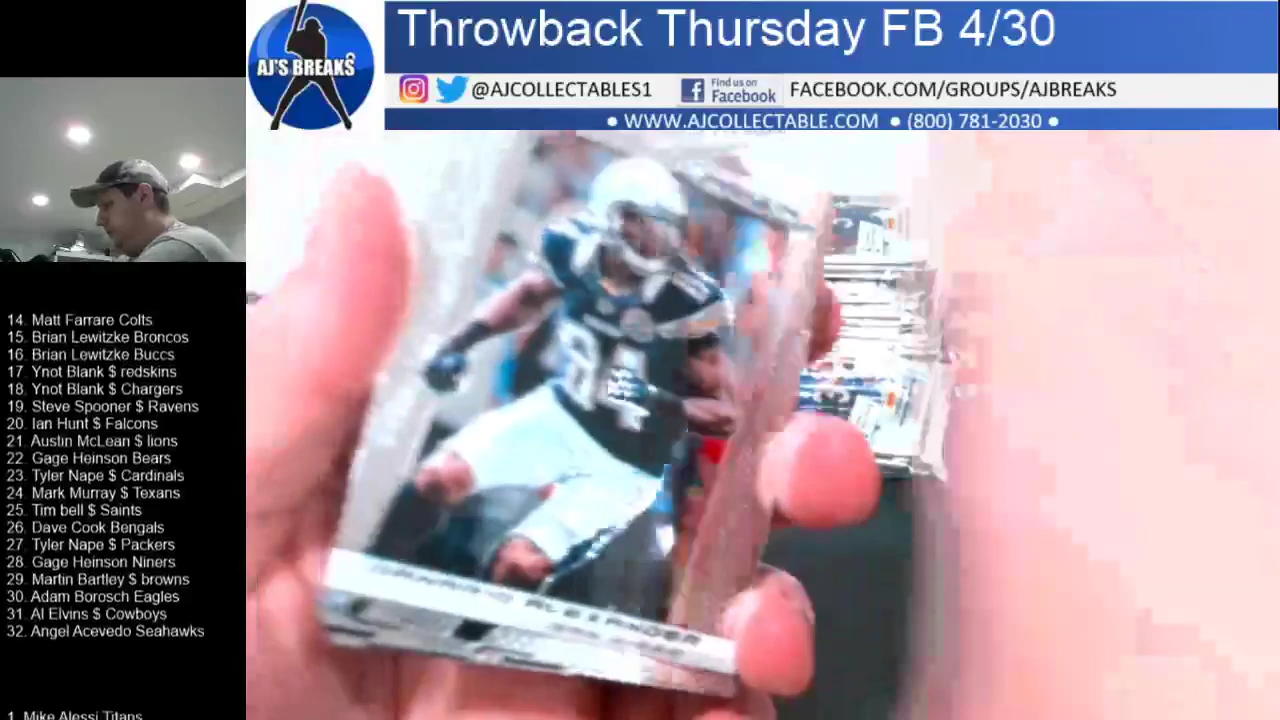 Throwback Thursday FB 4/30
AJ'S BREAKS
@AJCOLLECTABLES1
Find us on
Facebook
FACEBOOK.COM/GROUPS/AJBREAKS
• WWW.AJCOLLECTABLE.COM • (800) 781-2030 •
14. Matt Farrare Colts
15. Brian Lewitzke Broncos
16. Brian Lewitzke Buccs
17. Ynot Blank $ redskins
18. Ynot Blank $ Chargers
19. Steve Spooner $ Ravens
20. Ian Hunt $ Falcons
21. Austin McLean $ lions
22. Gage Heinson Bears
23. Tyler Nape $ Cardinals
24. Mark Murray $ Texans
25. Tim bell $ Saints
26. Dave Cook Bengals
27. Tyler Nape $ Packers
28. Gage Heinson Niners
29. Martin Bartley $ browns
30. Adam Borosch Eagles
31. Al Elvins $ Cowboys
32. Angel Acevedo Seahawks
1. Mike Alessi Titans
84
ALEXANDER